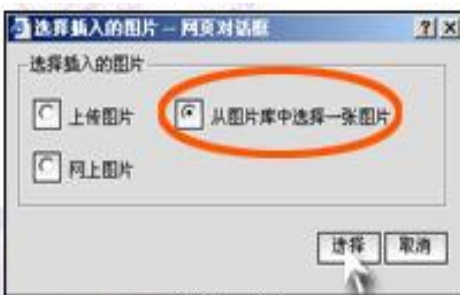 选择插入的图片 -- 网页对话框
选择插入的图片
上传图片 从图片库中选择一张图片
网上图片
选择 取消